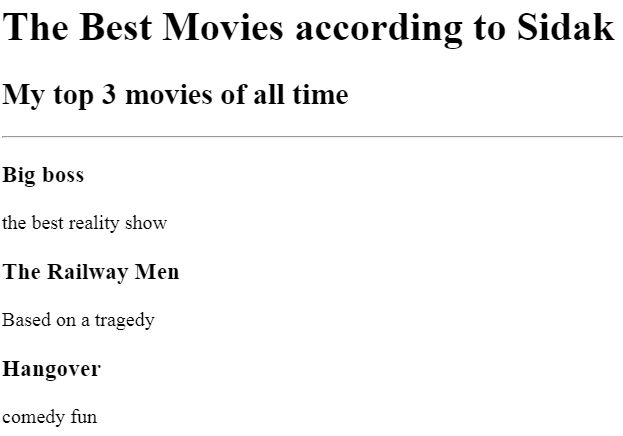 The Best Movies according to Sidak
My top 3 movies of all time
Big boss
the best reality show
The Railway Men
Based on a tragedy
Hangover
comedy fun